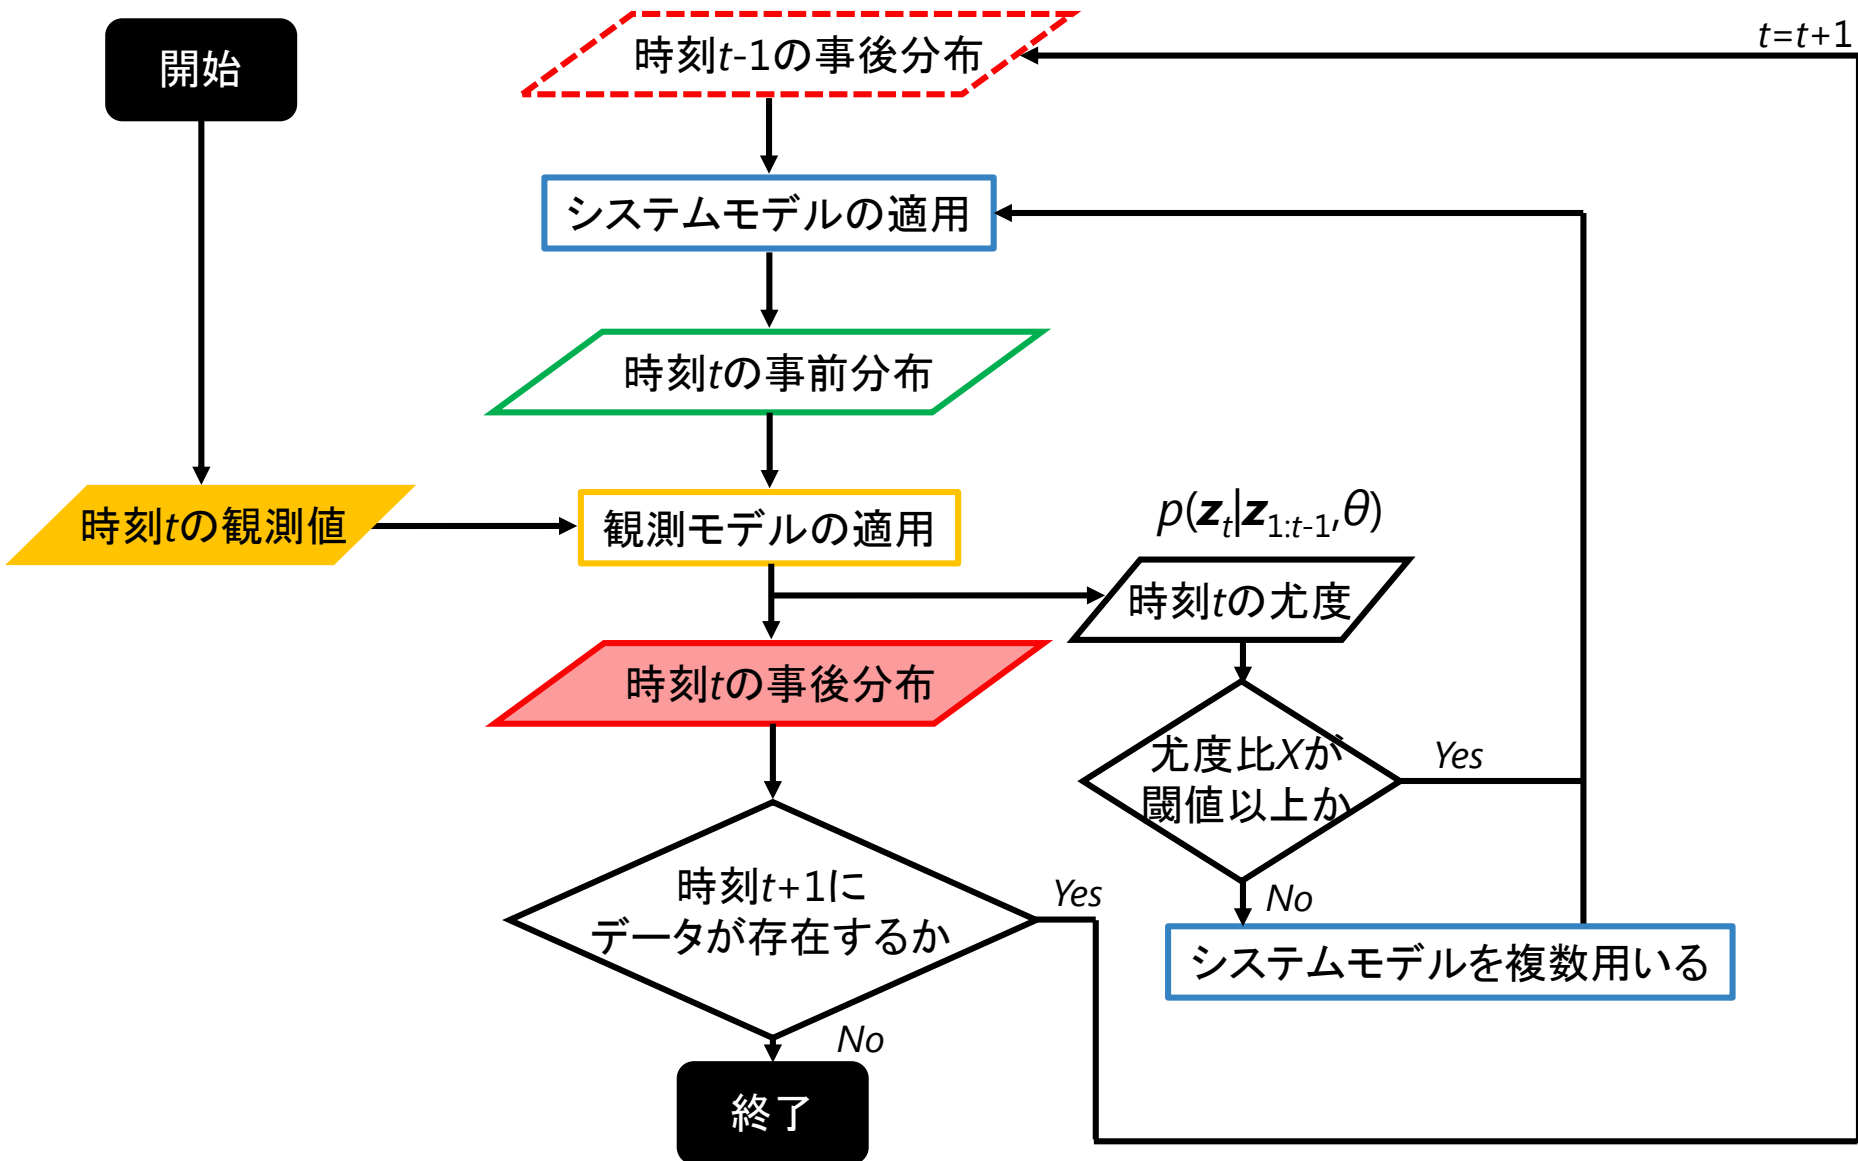 開始
時刻t-1の事後分布
t=t+1
システムモデルの適用
時刻tの事前分布
時刻tの観測値
観測モデルの適用
p(z_t|z_{1:t-1},θ)
時刻tの尤度
時刻tの事後分布
尤度比Xが
閾値以上か
Yes
No
時刻t+1に
データが存在するか
Yes
システムモデルを複数用いる
No
終了